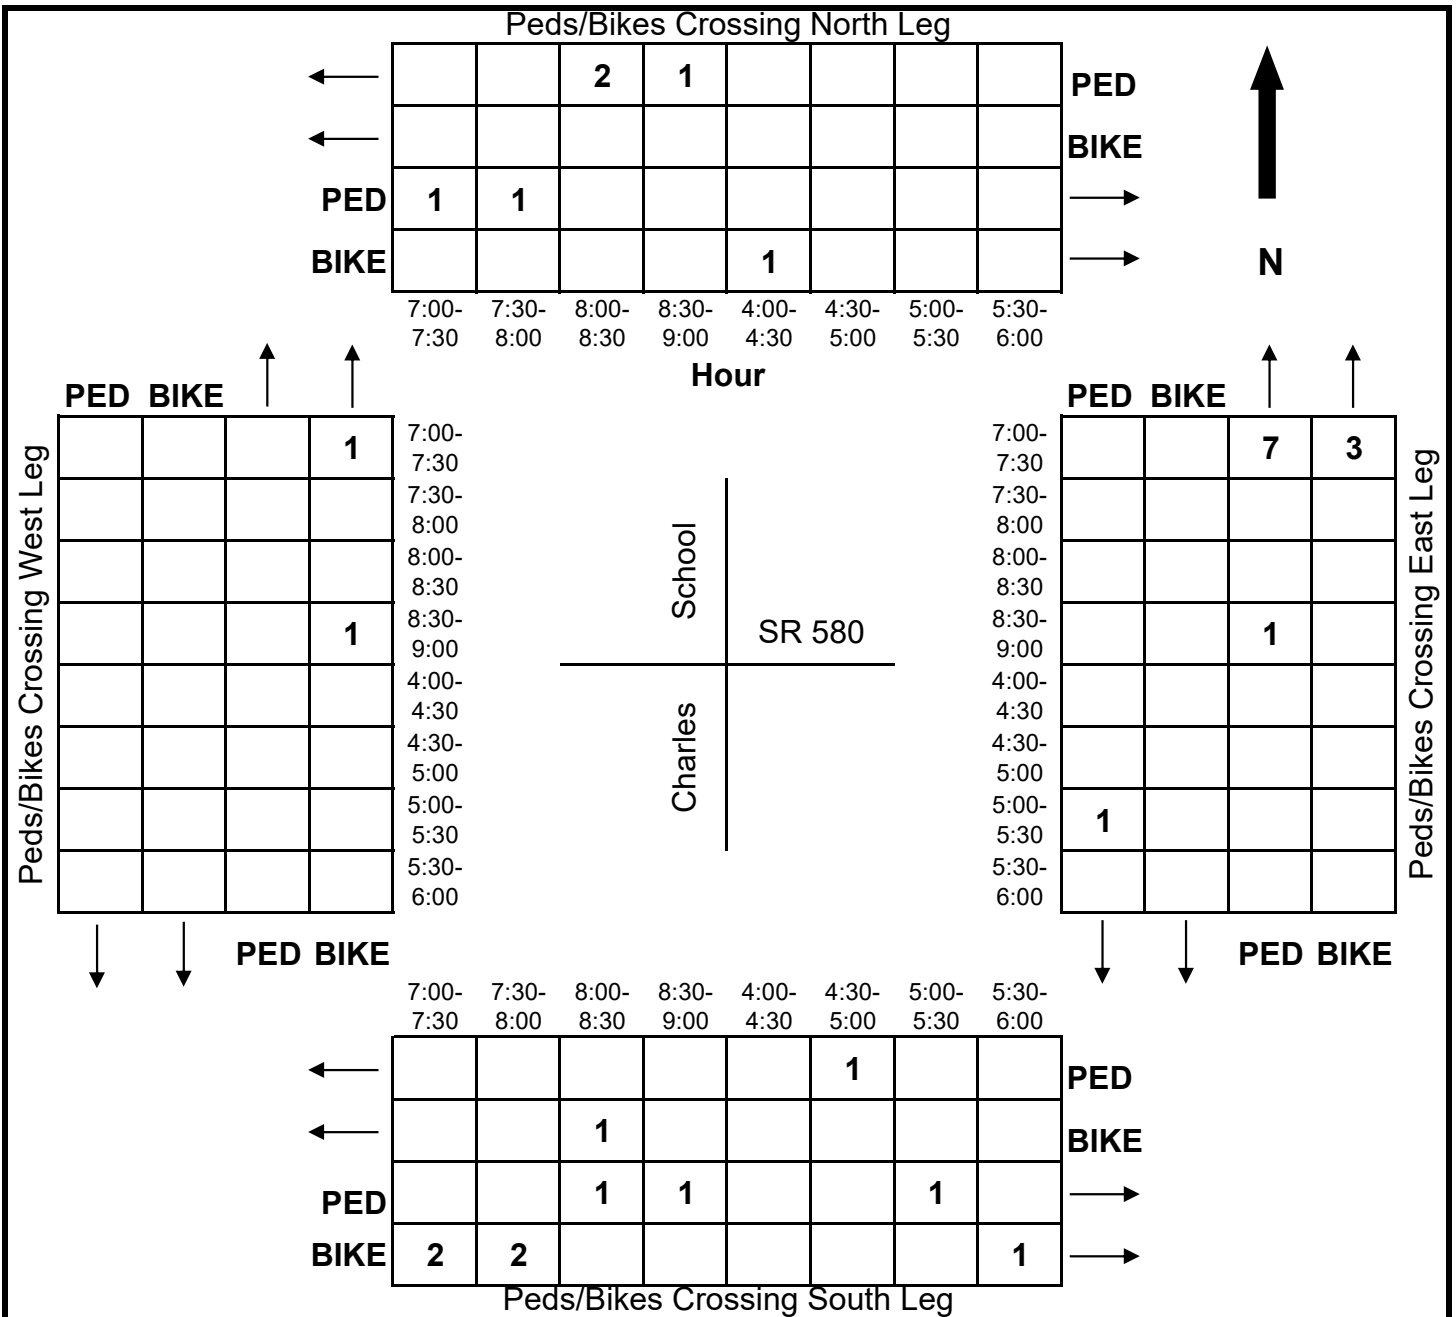 Peds/Bikes Crossing North Leg
2 1 PED
BIKE
PED 1 1
BIKE 1
N
7:00- 7:30- 8:00- 8:30- 4:00- 4:30- 5:00- 5:30-
7:30 8:00 8:30 9:00 4:30 5:00 5:30 6:00
Hour
PED BIKE
Peds/Bikes Crossing West Leg
1
1
7:00-
7:30
7:30-
8:00
8:00-
8:30
8:30-
9:00
4:00-
4:30
4:30-
5:00
5:00-
5:30
5:30-
6:00
PED BIKE
School
SR 580
Charles
PED BIKE
7:00-
7:30
7:30-
8:00
8:00-
8:30
8:30-
9:00
4:00-
4:30
4:30-
5:00
5:00-
5:30
5:30-
6:00
7 3
1
1
Peds/Bikes Crossing East Leg
PED BIKE
7:00- 7:30- 8:00- 8:30- 4:00- 4:30- 5:00- 5:30-
7:30 8:00 8:30 9:00 4:30 5:00 5:30 6:00
1 PED
1 BIKE
PED 1 1 1
BIKE 2 2 1
Peds/Bikes Crossing South Leg